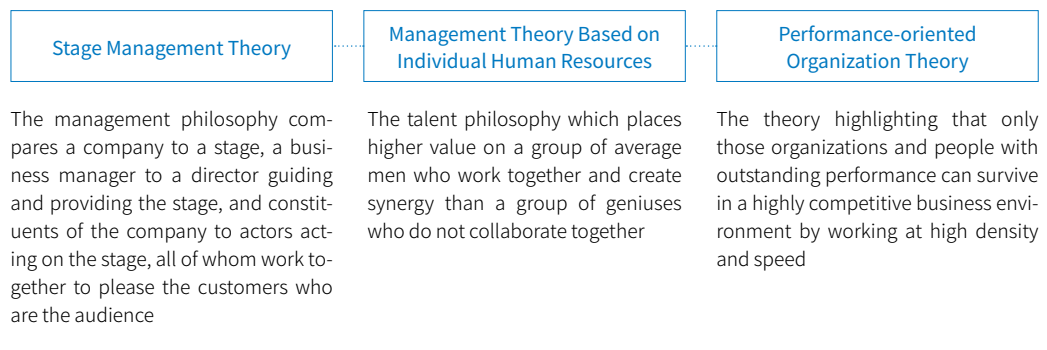 Stage Management Theory
The management philosophy com-
pares a company to a stage, a busi-
ness manager to a director guiding
and providing the stage, and constit-
uents of the company to actors act-
ing on the stage, all of whom work to-
gether to please the customers who
are the audience
Management Theory Based on
Individual Human Resources
The talent philosophy which places
higher value on a group of average
men who work together and create
synergy than a group of geniuses
who do not collaborate together
Performance-oriented
Organization Theory
The theory highlighting that only
those organizations and people with
outstanding performance can survive
in a highly competitive business envi-
ronment by working at high density
and speed